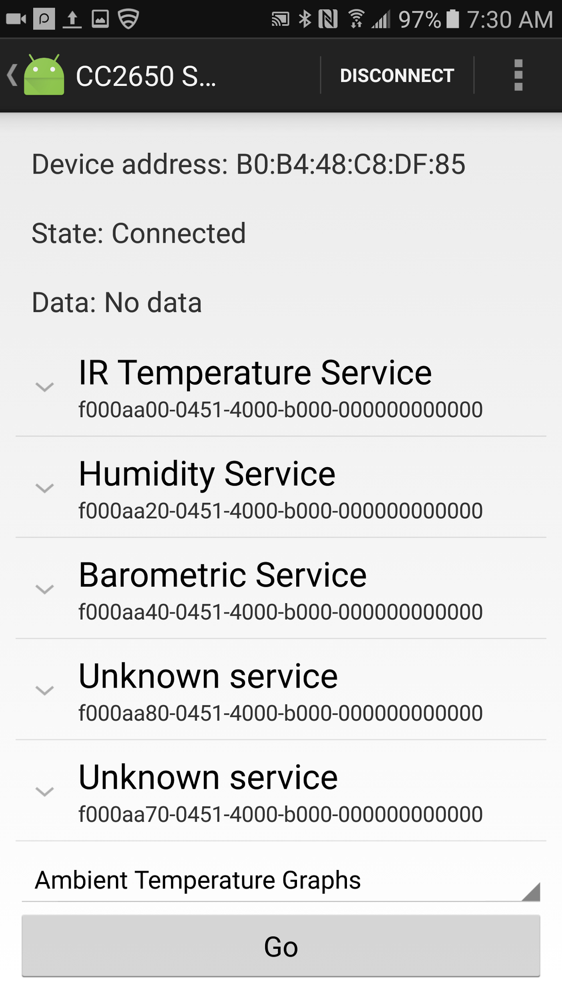 97% 7:30 AM
CC2650 S... DISCONNECT
Device address: B0:B4:48:C8:DF:85
State: Connected
Data: No data
IR Temperature Service
f000aa00-0451-4000-b000-000000000000
Humidity Service
f000aa20-0451-4000-b000-000000000000
Barometric Service
f000aa40-0451-4000-b000-000000000000
Unknown service
f000aa80-0451-4000-b000-000000000000
Unknown service
f000aa70-0451-4000-b000-000000000000
Ambient Temperature Graphs
Go